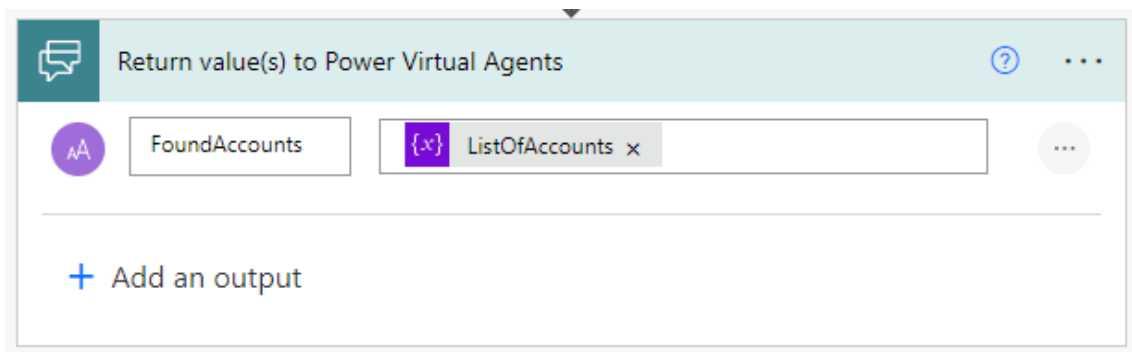 Return value(s) to Power Virtual Agents
FoundAccounts {x} ListOfAccounts ×
+ Add an output